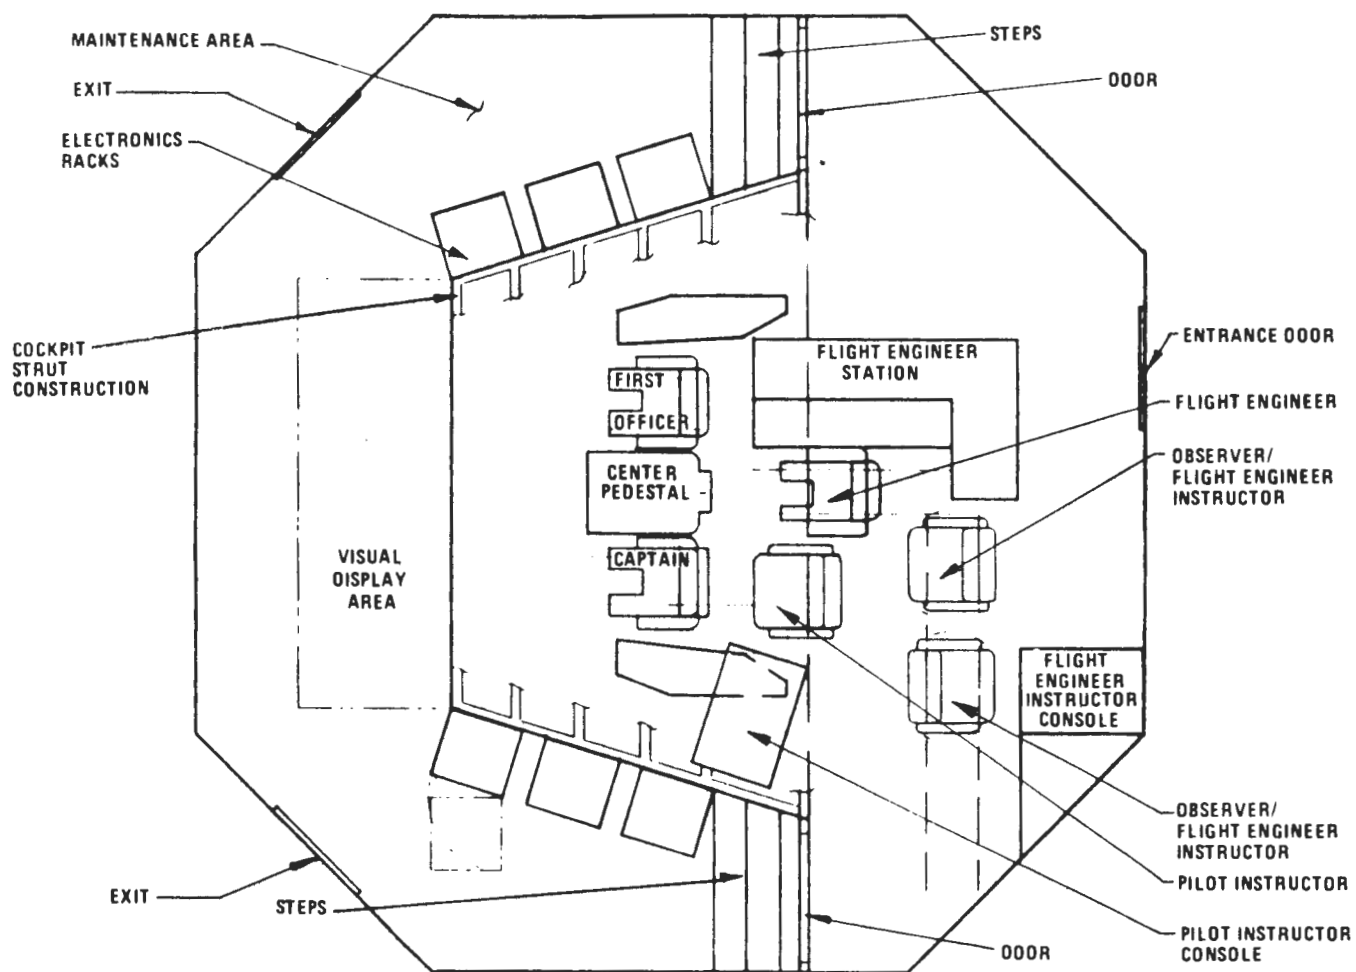 MAINTENANCE AREA
EXIT
ELECTRONICS
RACKS
COCKPIT
STRUT
CONSTRUCTION
EXIT
STEPS
VISUAL
DISPLAY
AREA
FIRST
OFFICER
CENTER
PEDESTAL
CAPTAIN
FLIGHT ENGINEER
STATION
FLIGHT
ENGINEER
INSTRUCTOR
CONSOLE
STEPS
DOOR
ENTRANCE DOOR
FLIGHT ENGINEER
OBSERVER/
FLIGHT ENGINEER
INSTRUCTOR
OBSERVER/
FLIGHT ENGINEER
INSTRUCTOR
PILOT INSTRUCTOR
PILOT INSTRUCTOR
CONSOLE
DOOR